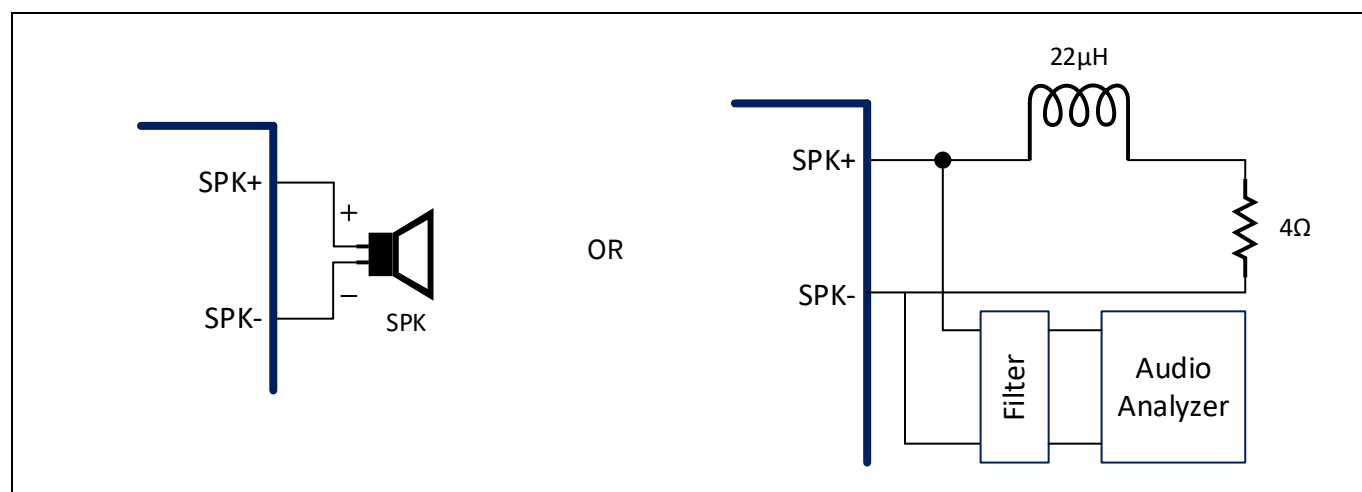 SPK+
+
−
SPK-
SPK
OR
22µH
SPK+
4Ω
SPK-
Filter
Audio
Analyzer